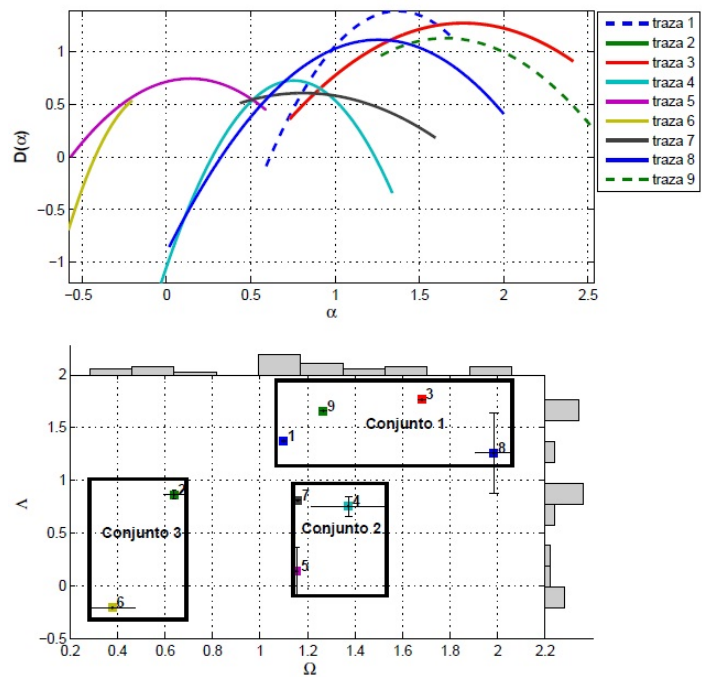 1
0.5
0
−0.5
−1
D(α)
−0.5 0 0.5 1 1.5 2 2.5
α
traza 1
traza 2
traza 3
traza 4
traza 5
traza 6
traza 7
traza 8
traza 9
2
1.5
1
0.5
0
−0.5
Λ
3
9
Conjunto 1
1
8
2
7
4
Conjunto 3
Conjunto 2
5
6
0.2 0.4 0.6 0.8 1 1.2 1.4 1.6 1.8 2 2.2
Ω